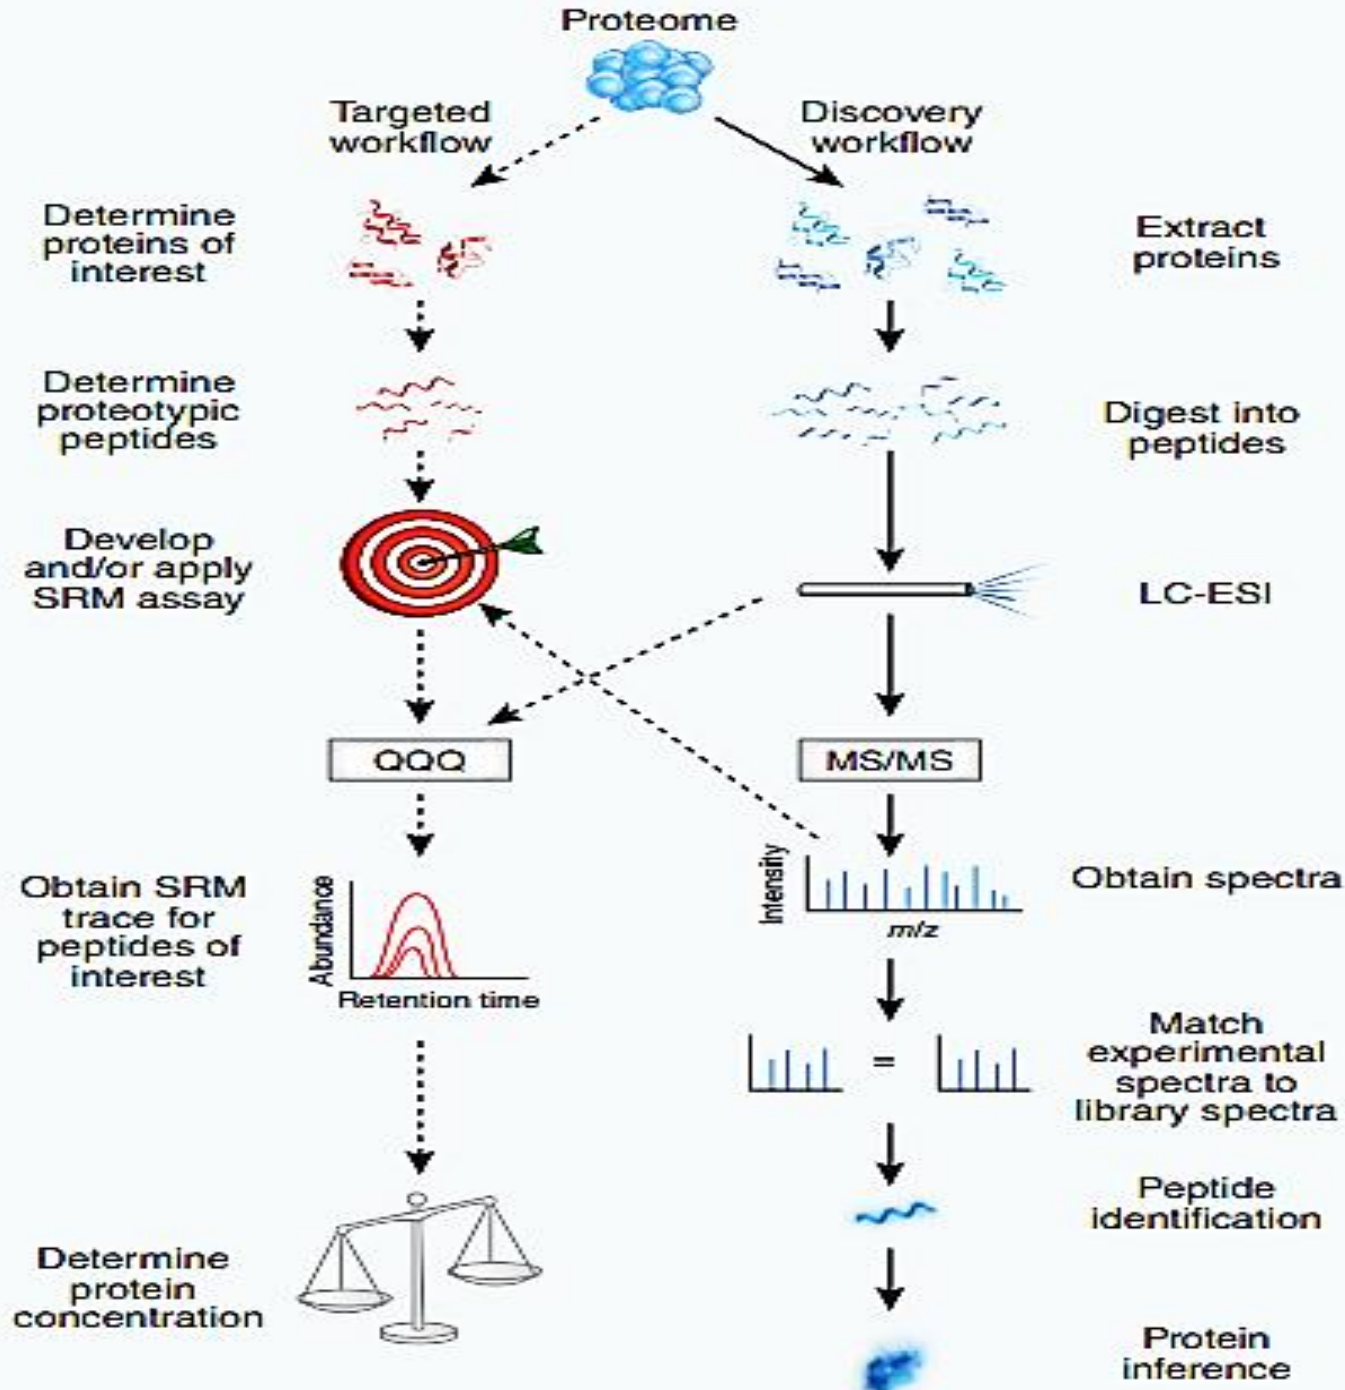 Proteome
Targeted
workflow
Discovery
workflow
Determine
proteins of
interest
Extract
proteins
Determine
proteotypic
peptides
Digest into
peptides
Develop
and/or apply
SRM assay
LC-ESI
QQQ
MS/MS
Obtain SRM
trace for
peptides of
interest
Abundance
Retention time
Intensity
m/z
Obtain spectra
=
Match
experimental
spectra to
library spectra
Peptide
identification
Determine
protein
concentration
Protein
inference